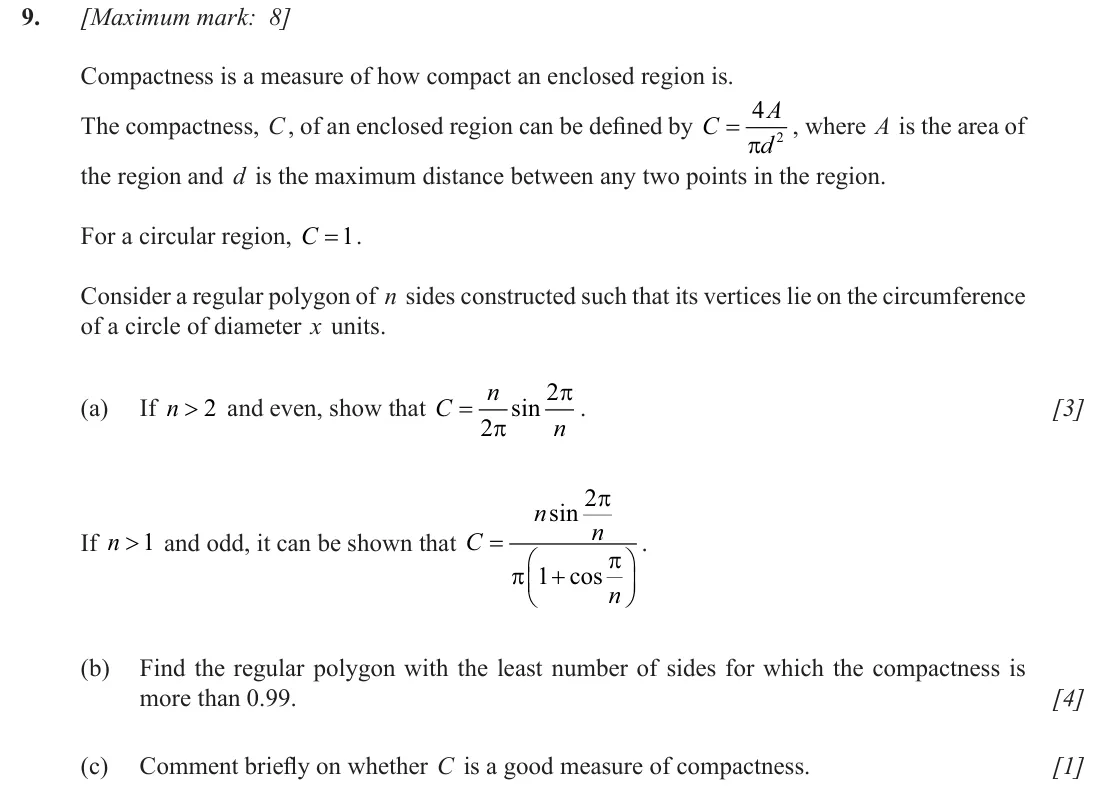 9. [Maximum mark: 8]
Compactness is a measure of how compact an enclosed region is.
The compactness, C, of an enclosed region can be defined by C = 4A/(πd²), where A is the area of
the region and d is the maximum distance between any two points in the region.
For a circular region, C = 1.
Consider a regular polygon of n sides constructed such that its vertices lie on the circumference
of a circle of diameter x units.
(a) If n > 2 and even, show that C = n/(2π) sin 2π/n. [3]
If n > 1 and odd, it can be shown that C = (n sin 2π/n)/(π(1 + cos π/n)).
(b) Find the regular polygon with the least number of sides for which the compactness is
more than 0.99. [4]
(c) Comment briefly on whether C is a good measure of compactness. [1]